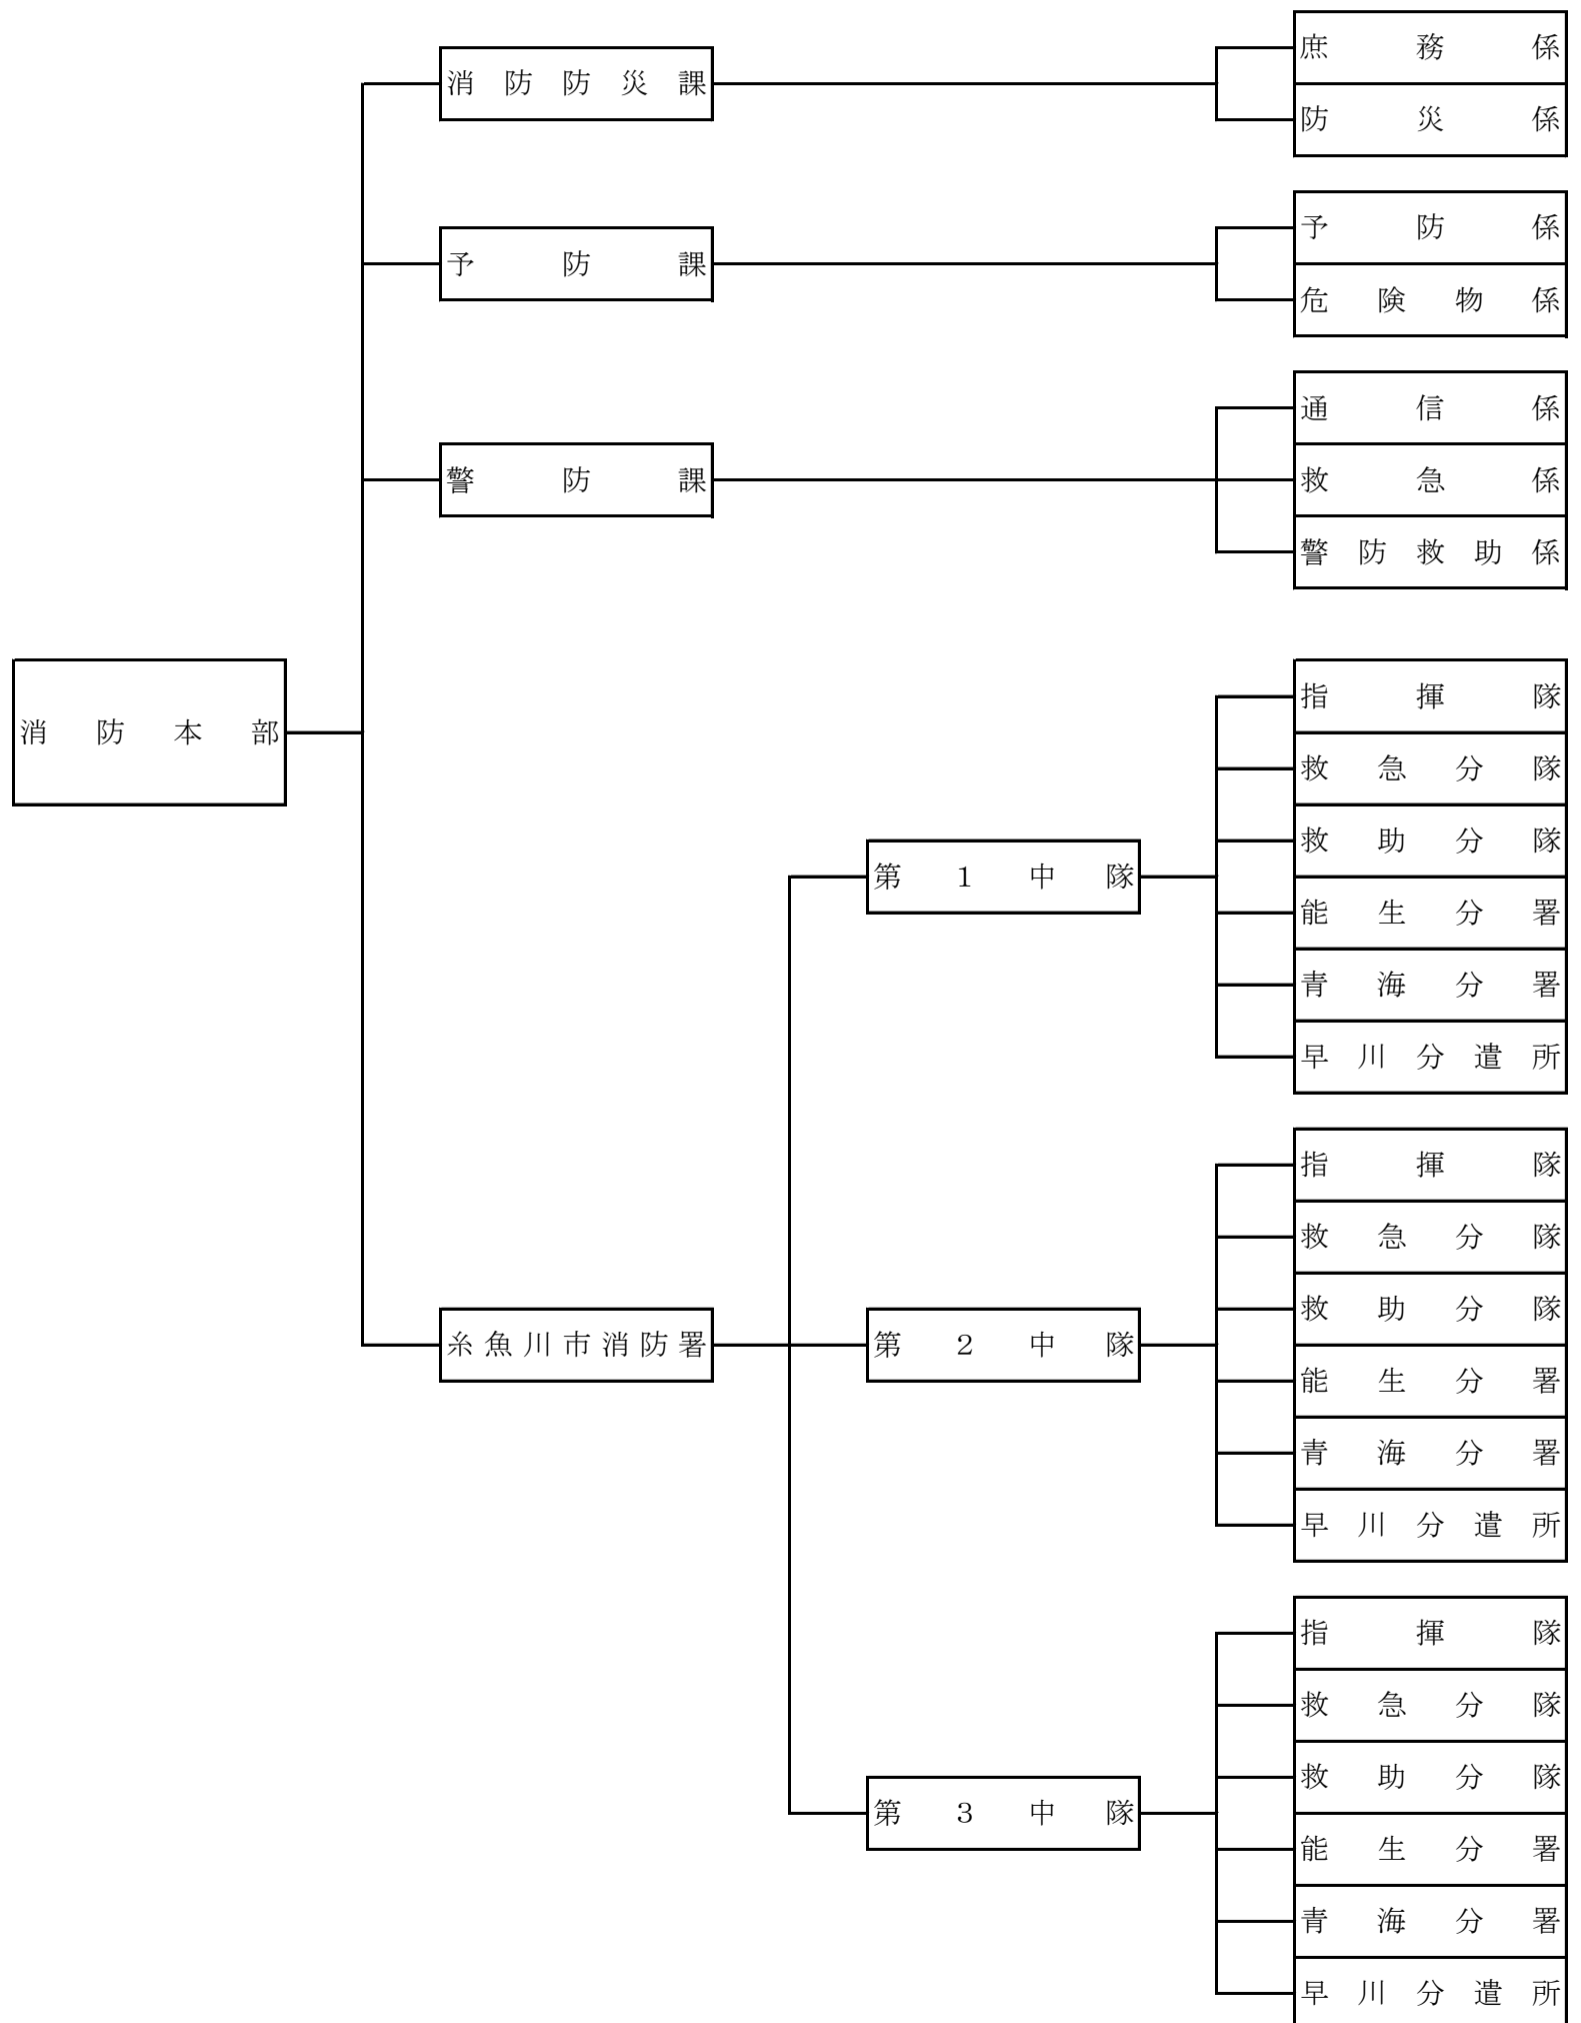 消防本部
消防防災課
庶務係
防災係
予防課
予防係
危険物係
警防課
通信係
救急係
警防救助係
糸魚川市消防署
第1中隊
指揮隊
救急分隊
救助分隊
能生分署
青海分署
早川分遣所
第2中隊
指揮隊
救急分隊
救助分隊
能生分署
青海分署
早川分遣所
第3中隊
指揮隊
救急分隊
救助分隊
能生分署
青海分署
早川分遣所